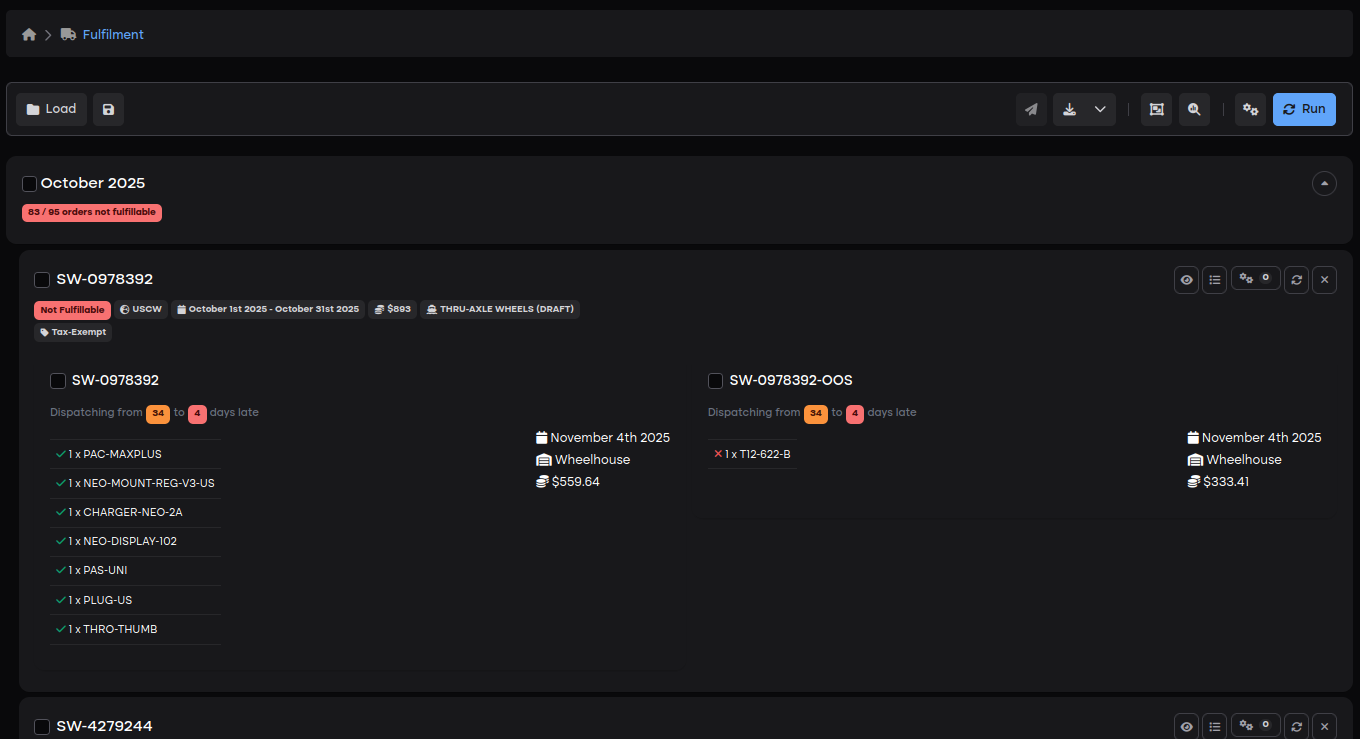 Fulfilment
Load
Run
October 2025
83 / 95 orders not fulfillable
SW-0978392
0
Not Fulfillable USCW October 1st 2025 - October 31st 2025 $893 THRU-AXLE WHEELS (DRAFT)
Tax-Exempt
SW-0978392
Dispatching from 34 to 4 days late
1 x PAC-MAXPLUS
1 x NEO-MOUNT-REG-V3-US
1 x CHARGER-NEO-2A
1 x NEO-DISPLAY-102
1 x PAS-UNI
1 x PLUG-US
1 x THRO-THUMB
November 4th 2025
Wheelhouse
$559.64
SW-0978392-OOS
Dispatching from 34 to 4 days late
1 x T12-622-B
November 4th 2025
Wheelhouse
$333.41
SW-4279244
0